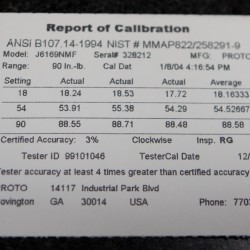 Report of Calibration
ANSI B107.14-1994 NIST # MMAP822/258291-9
Model: J6169NMF Serial# 328212 MFG: PROTO
Range: 90 In.-lb. Cal Dat 1/8/04 4:16:54 PM
Setting Actual Actual Actual Average
18 18.24 18.53 17.72 18.16333
54 53.91 55.38 54.29 54.52667
90 88.55 88.71 88.48 88.58
Certified Accuracy: 3% Clockwise Insp. RG
Tester ID 99101046 TesterCal Date 12/
Tester accuracy at least 4 times greater than certified accuracy
PROTO 14117 Industrial Park Blvd
ovington GA 30014 USA Phone: 770